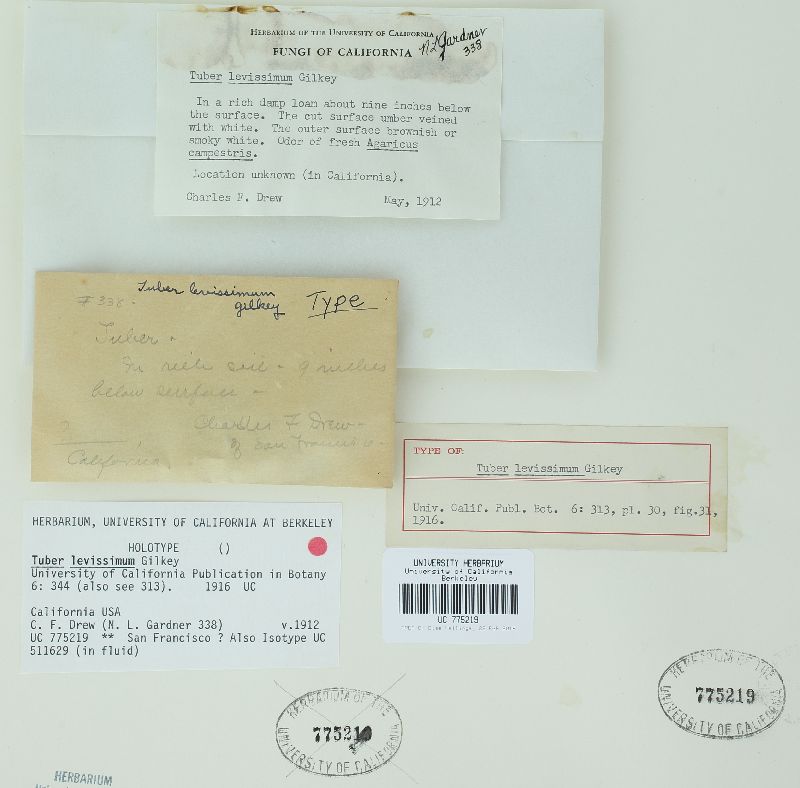 HERBARIUM OF THE UNIVERSITY OF CALIFORNIA
FUNGI OF CALIFORNIA
N L Gardner
338
Tuber levissimum Gilkey
In a rich damp loam about nine inches below
the surface. The cut surface umber veined
with white. The outer surface brownish or
smoky white. Odor of fresh Agaricus
campestris.
Location unknown (in California).
Charles F. Drew May, 1912
# 338 -
Tuber levissimum
gilkey
Type
Tuber -
In rich soil - 9 inches
below surface -
Charles F Drew -
of San Francisco -
?
California
TYPE OF:
Tuber levissimum Gilkey
Univ. Calif. Publ. Bot. 6: 313, pl. 30, fig.31,
1916.
HERBARIUM, UNIVERSITY OF CALIFORNIA AT BERKELEY
HOLOTYPE ()
Tuber levissimum Gilkey
University of California Publication in Botany
6: 344 (also see 313). 1916 UC
California USA
C. F. Drew (N. L. Gardner 338) v.1912
UC 775219 ** San Francisco ? Also Isotype UC
511629 (in fluid)
UNIVERSITY HERBARIUM
University of California
Berkeley
UC 775219
HERBARIUM OF THE
775219
UNIVERSITY OF CALIFORNIA
HERBARIUM OF THE
775219
UNIVERSITY OF CALIFORNIA
HERBARIUM